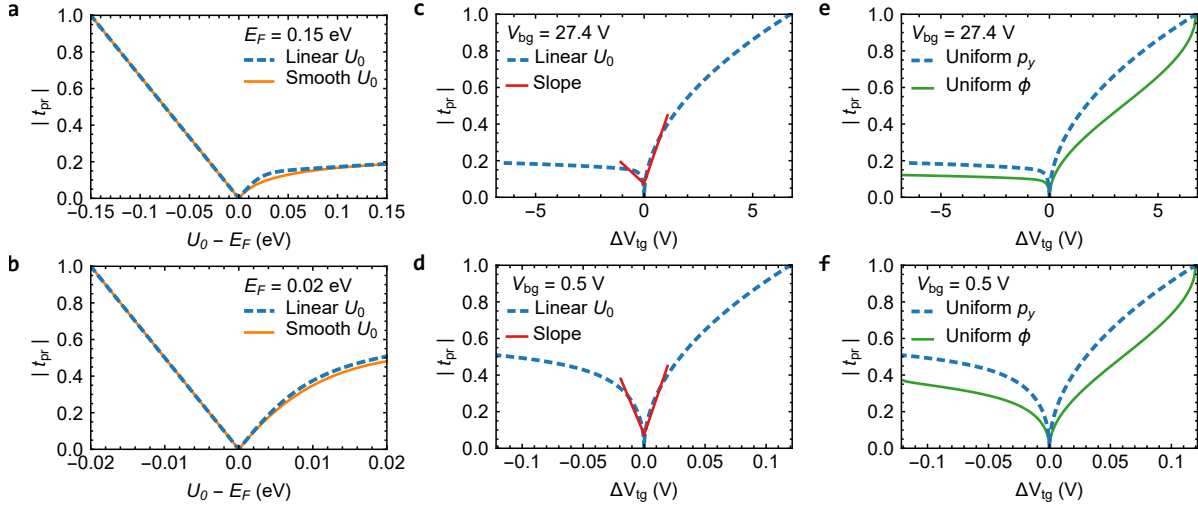 a
1.0
0.8
0.6
0.4
0.2
0.0
| t_pr |
E_F = 0.15 eV
Linear U_0
Smooth U_0
−0.15 −0.10 −0.05 0.0 0.05 0.10 0.15
U_0 − E_F (eV)
c
1.0
0.8
0.6
0.4
0.2
0.0
| t_pr |
V_bg = 27.4 V
Linear U_0
Slope
−5 0 5
ΔV_tg (V)
e
1.0
0.8
0.6
0.4
0.2
0.0
| t_pr |
V_bg = 27.4 V
Uniform p_y
Uniform ϕ
−5 0 5
ΔV_tg (V)
b
1.0
0.8
0.6
0.4
0.2
0.0
| t_pr |
E_F = 0.02 eV
Linear U_0
Smooth U_0
−0.02 −0.01 0.0 0.01 0.02
U_0 − E_F (eV)
d
1.0
0.8
0.6
0.4
0.2
0.0
| t_pr |
V_bg = 0.5 V
Linear U_0
Slope
−0.1 −0.05 0.0 0.05 0.1
ΔV_tg (V)
f
1.0
0.8
0.6
0.4
0.2
0.0
| t_pr |
V_bg = 0.5 V
Uniform p_y
Uniform ϕ
−0.1 −0.05 0.0 0.05 0.1
ΔV_tg (V)